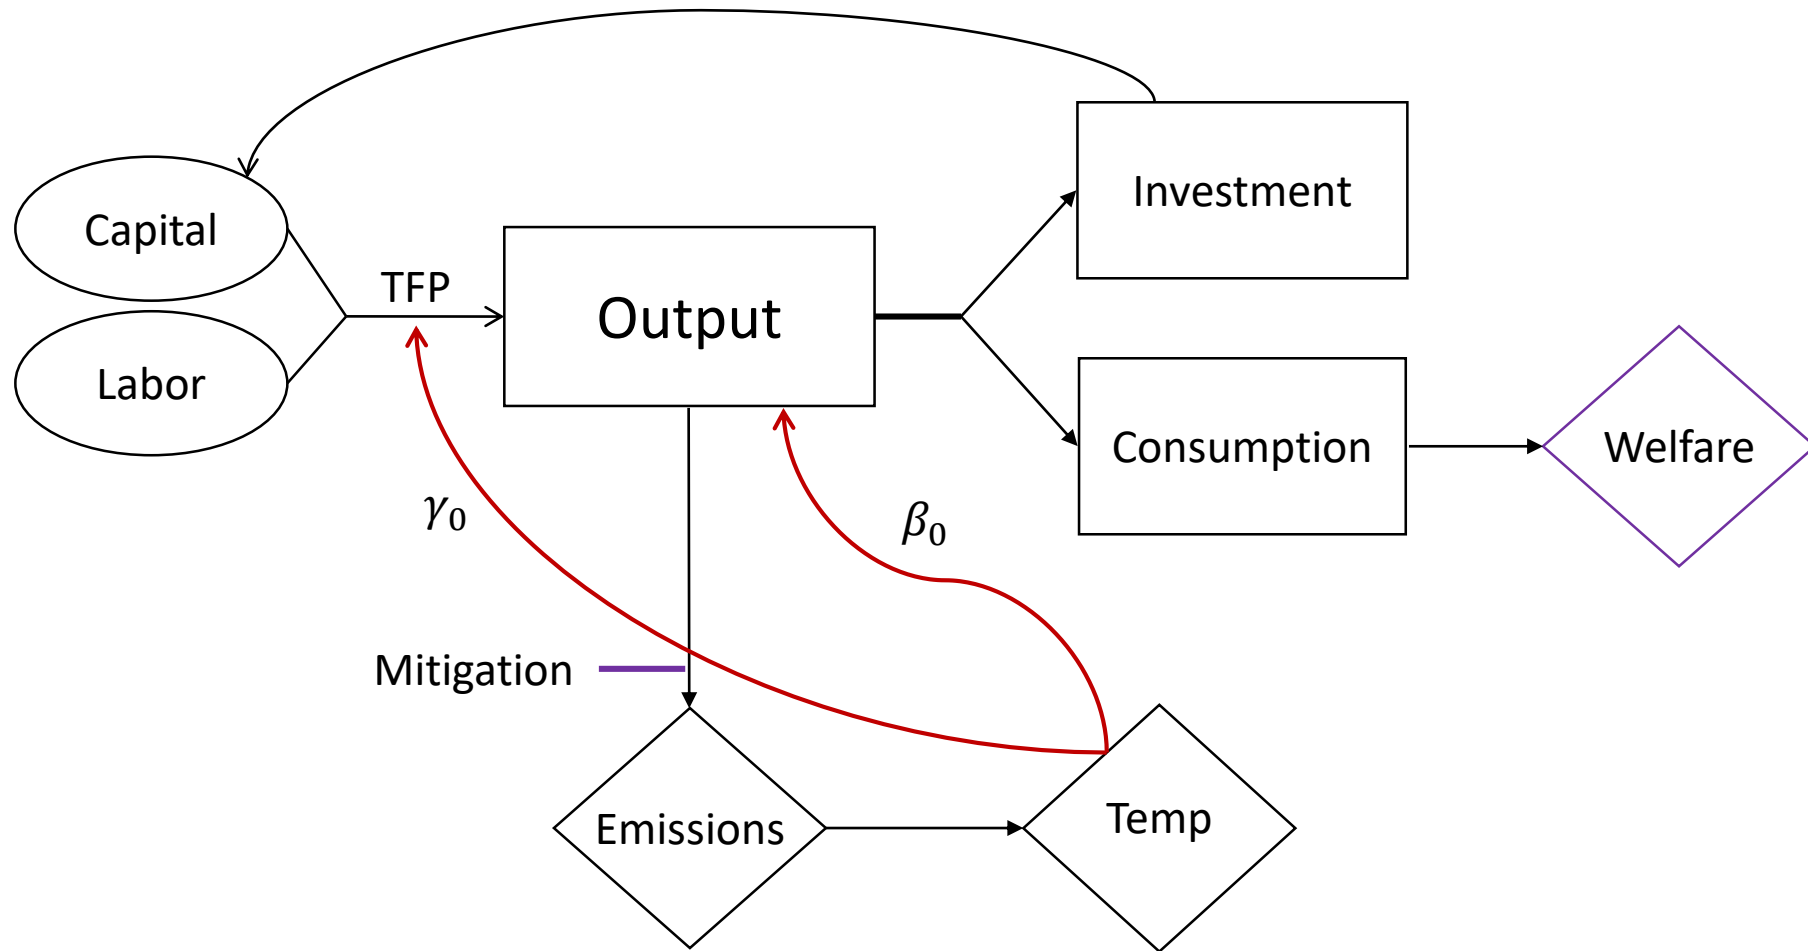 Investment
Capital
TFP
Output
Labor
Consumption
Welfare
γ₀
β₀
Mitigation
Emissions
Temp